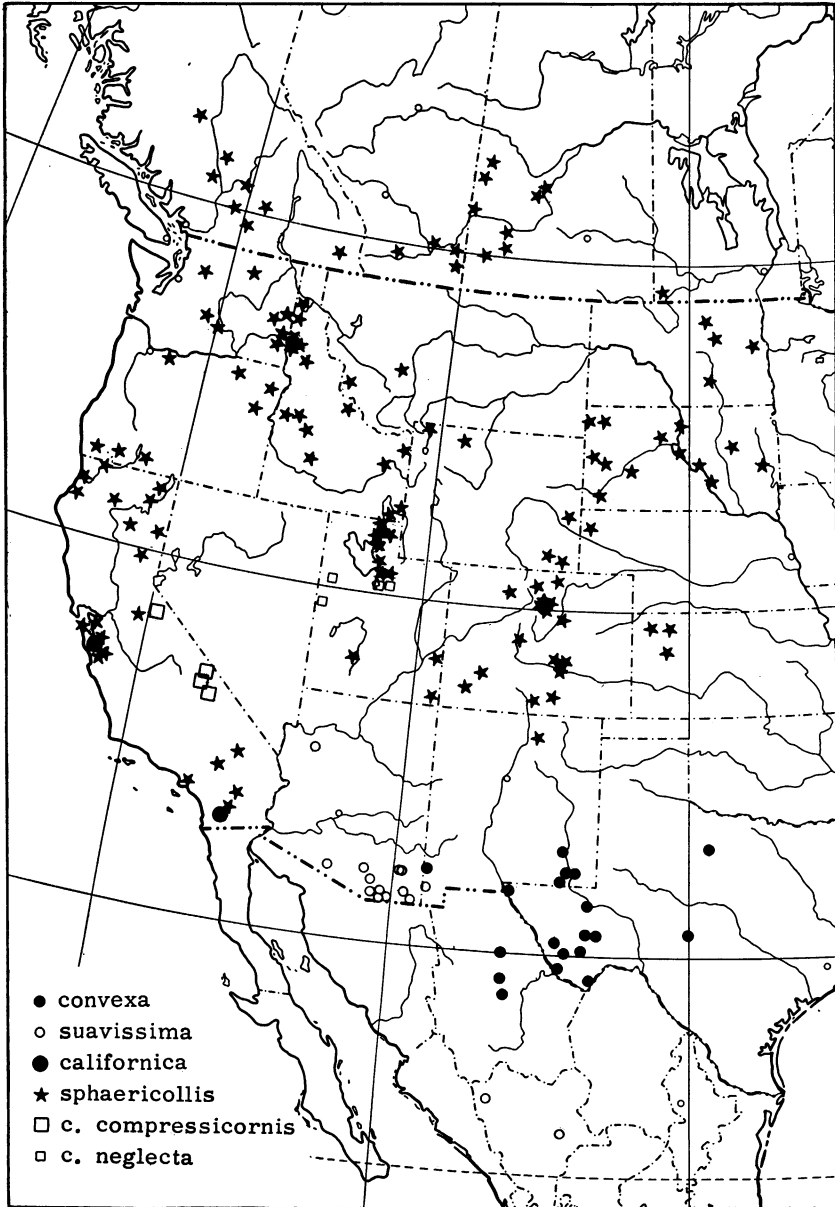 convexa
suavissima
californica
sphaericollis
c. compressicornis
c. neglecta